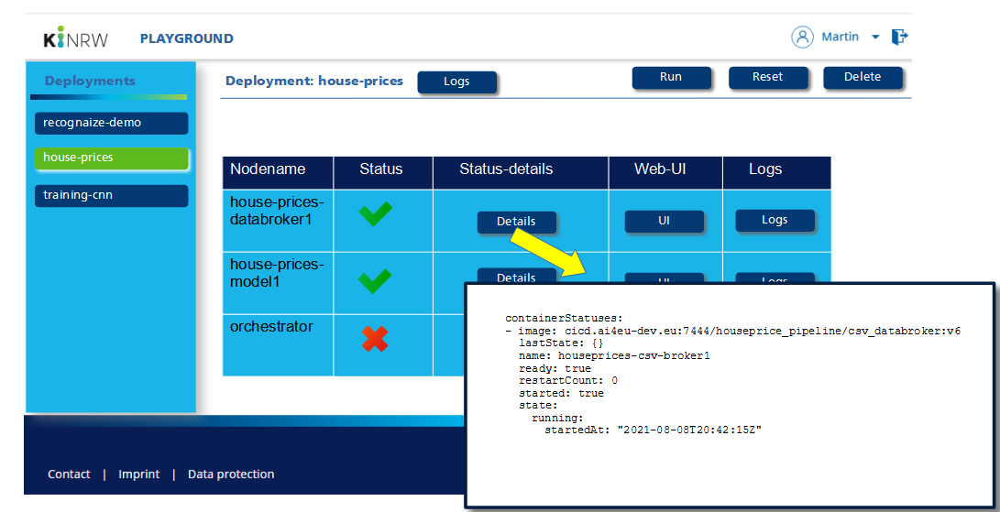 KINRW PLAYGROUND
Martin
Deployments
recognaize-demo
house-prices
training-cnn
Deployment: house-prices
Logs
Run
Reset
Delete
Nodename Status Status-details Web-UI Logs
house-prices-
databroker1
Details
UI
Logs
house-prices-
model1
Details
UI
Logs
orchestrator
containerStatuses:
- image: cicd.ai4eu-dev.eu:7444/houseprice_pipeline/csv_databroker:v6
lastState: {}
name: houseprices-csv-broker1
ready: true
restartCount: 0
started: true
state:
running:
startedAt: "2021-08-08T20:42:15Z"
Contact | Imprint | Data protection